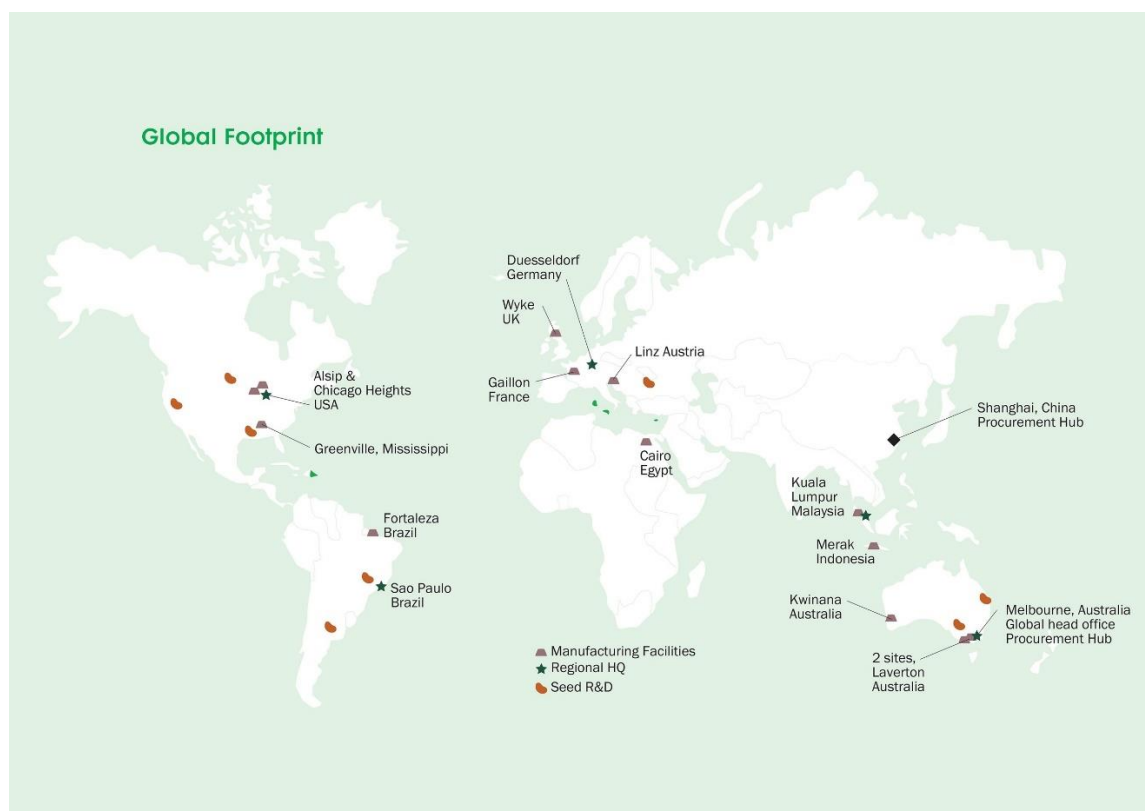 Global Footprint
Duesseldorf
Germany
Wyke
UK
Linz Austria
Gaillon
France
Alsip &
Chicago Heights
USA
Greenville, Mississippi
Shanghai, China
Procurement Hub
Cairo
Egypt
Kuala
Lumpur
Malaysia
Fortaleza
Brazil
Merak
Indonesia
Sao Paulo
Brazil
Kwinana
Australia
Melbourne, Australia
Global head office
Procurement Hub
2 sites,
Laverton
Australia
Manufacturing Facilities
Regional HQ
Seed R&D